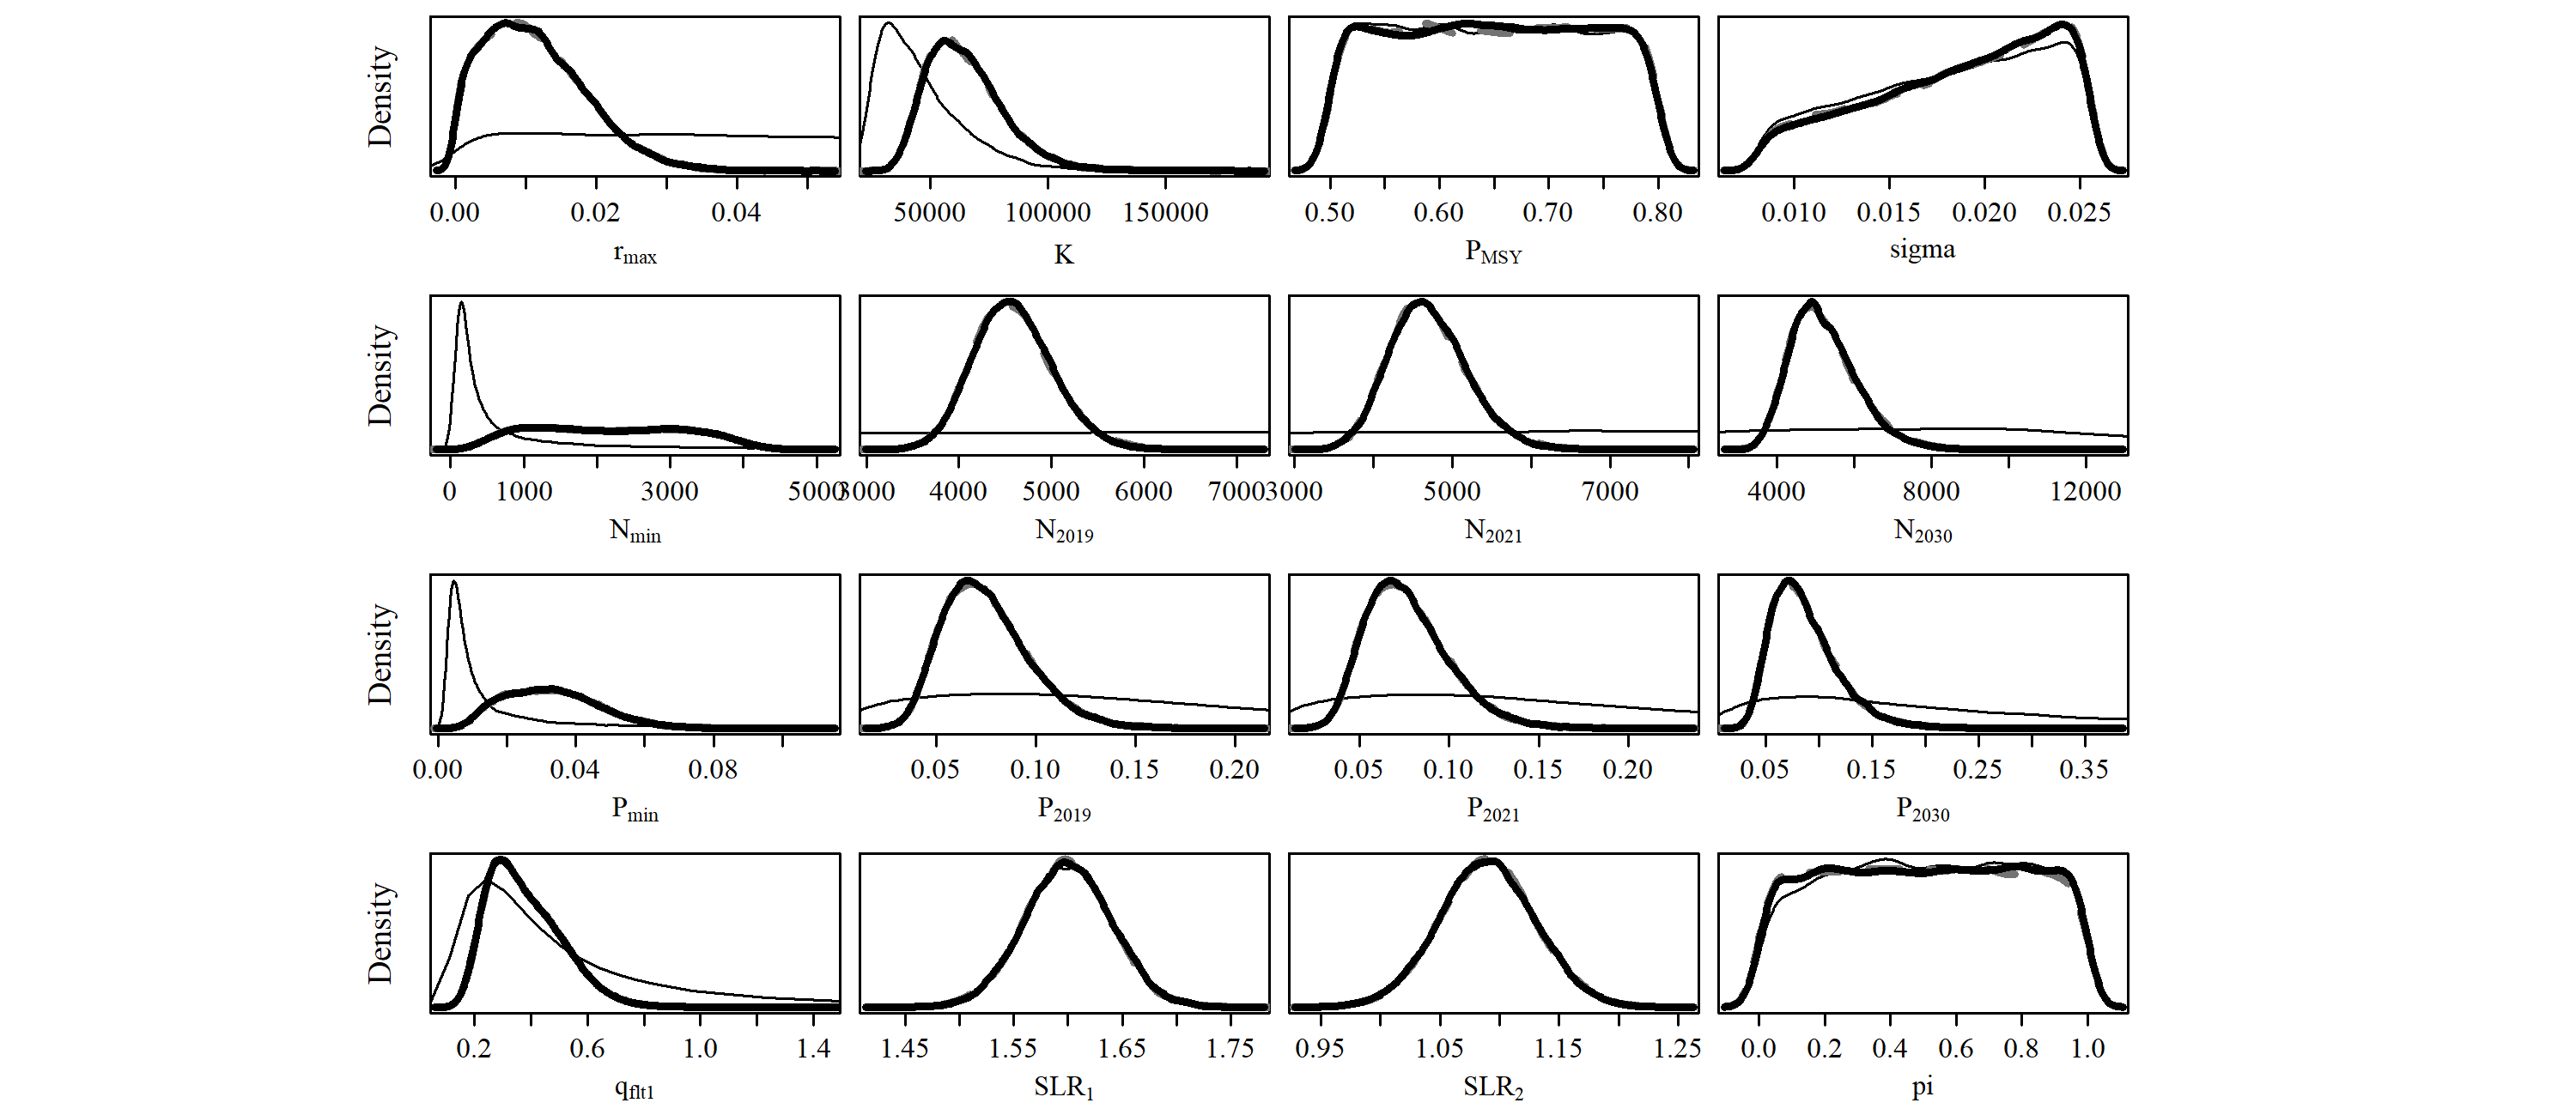 Density
0.00 0.02 0.04
r_max
50000 100000 150000
K
0.50 0.60 0.70 0.80
P_MSY
0.010 0.015 0.020 0.025
sigma
Density
0 1000 3000 5000
N_min
3000 4000 5000 6000 7000
N_2019
3000 5000 7000
N_2021
4000 8000 12000
N_2030
Density
0.00 0.04 0.08
P_min
0.05 0.10 0.15 0.20
P_2019
0.05 0.10 0.15 0.20
P_2021
0.05 0.15 0.25 0.35
P_2030
Density
0.2 0.6 1.0 1.4
q_flt1
1.45 1.55 1.65 1.75
SLR_1
0.95 1.05 1.15 1.25
SLR_2
0.0 0.2 0.4 0.6 0.8 1.0
pi